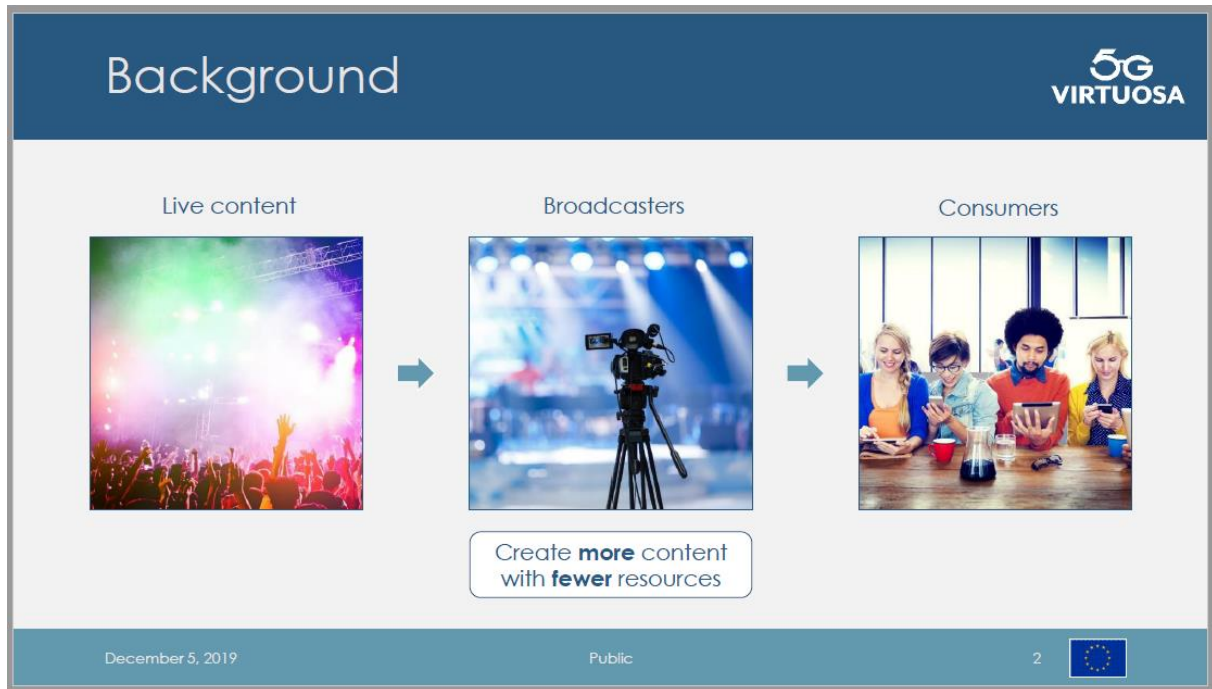 Background
5G
VIRTUOSA
Live content
Broadcasters
Consumers
Create more content
with fewer resources
December 5, 2019
Public
2